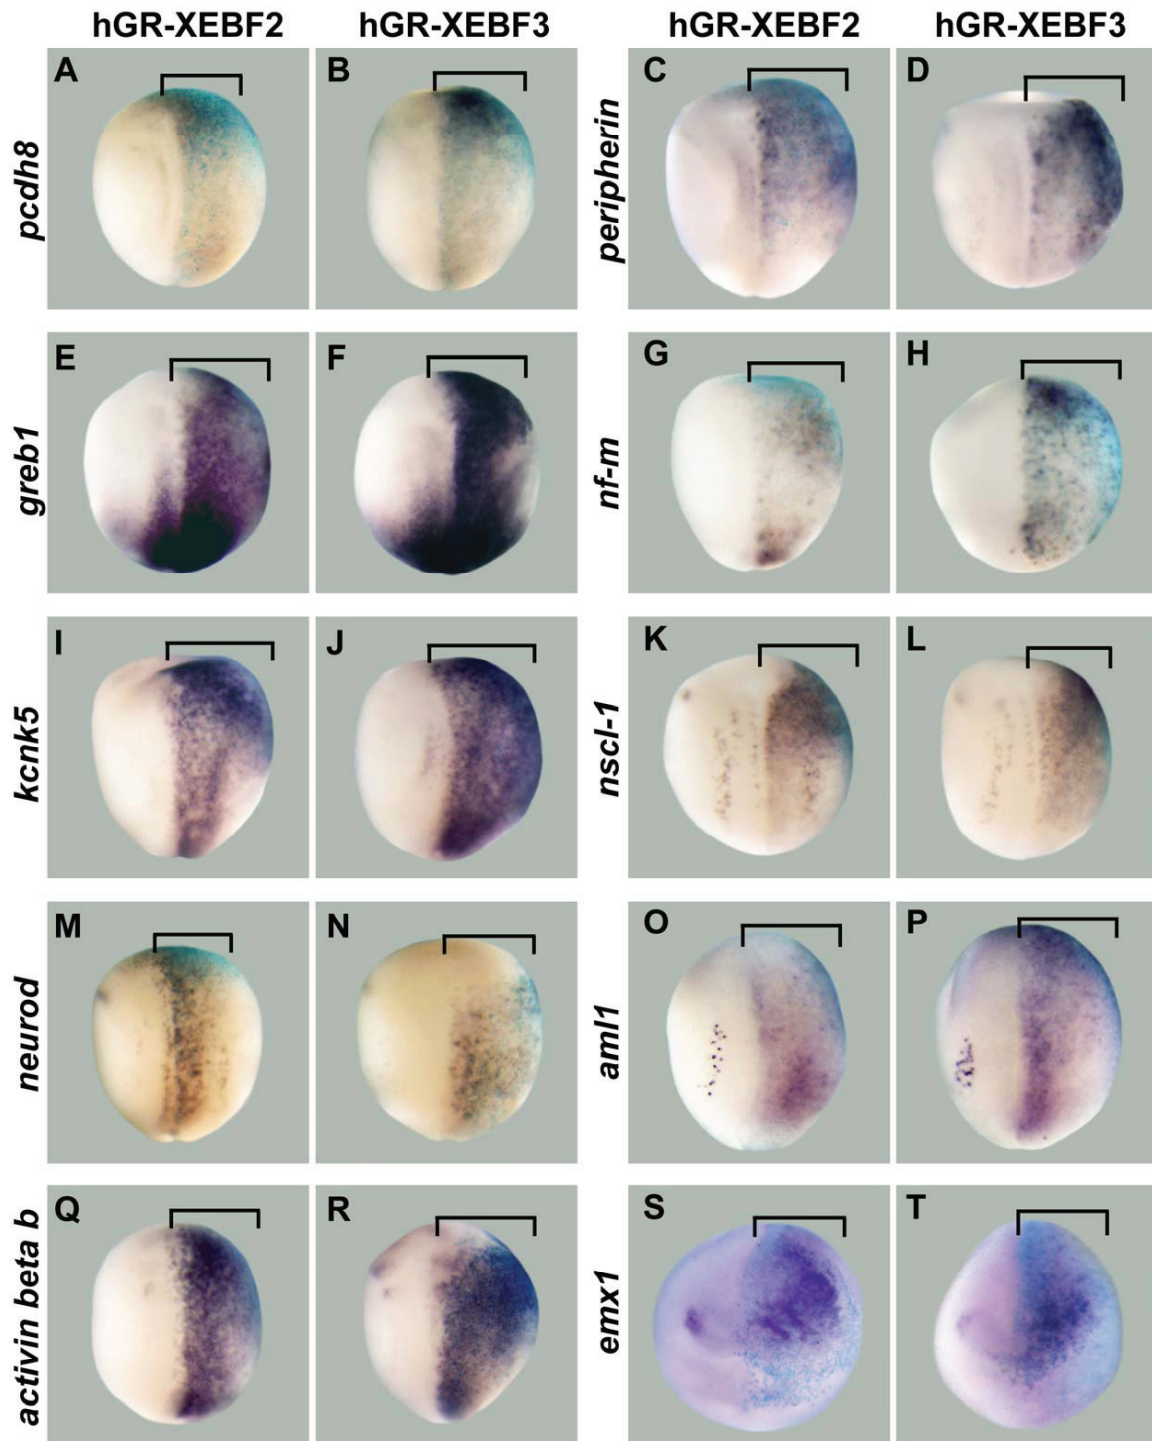 hGR-XEBF2 hGR-XEBF3 hGR-XEBF2 hGR-XEBF3
pcdh8 A B peripherin C D
greb1 E F nf-m G H
kcnk5 I J nscl-1 K L
neurod M N aml1 O P
activin beta b Q R emx1 S T